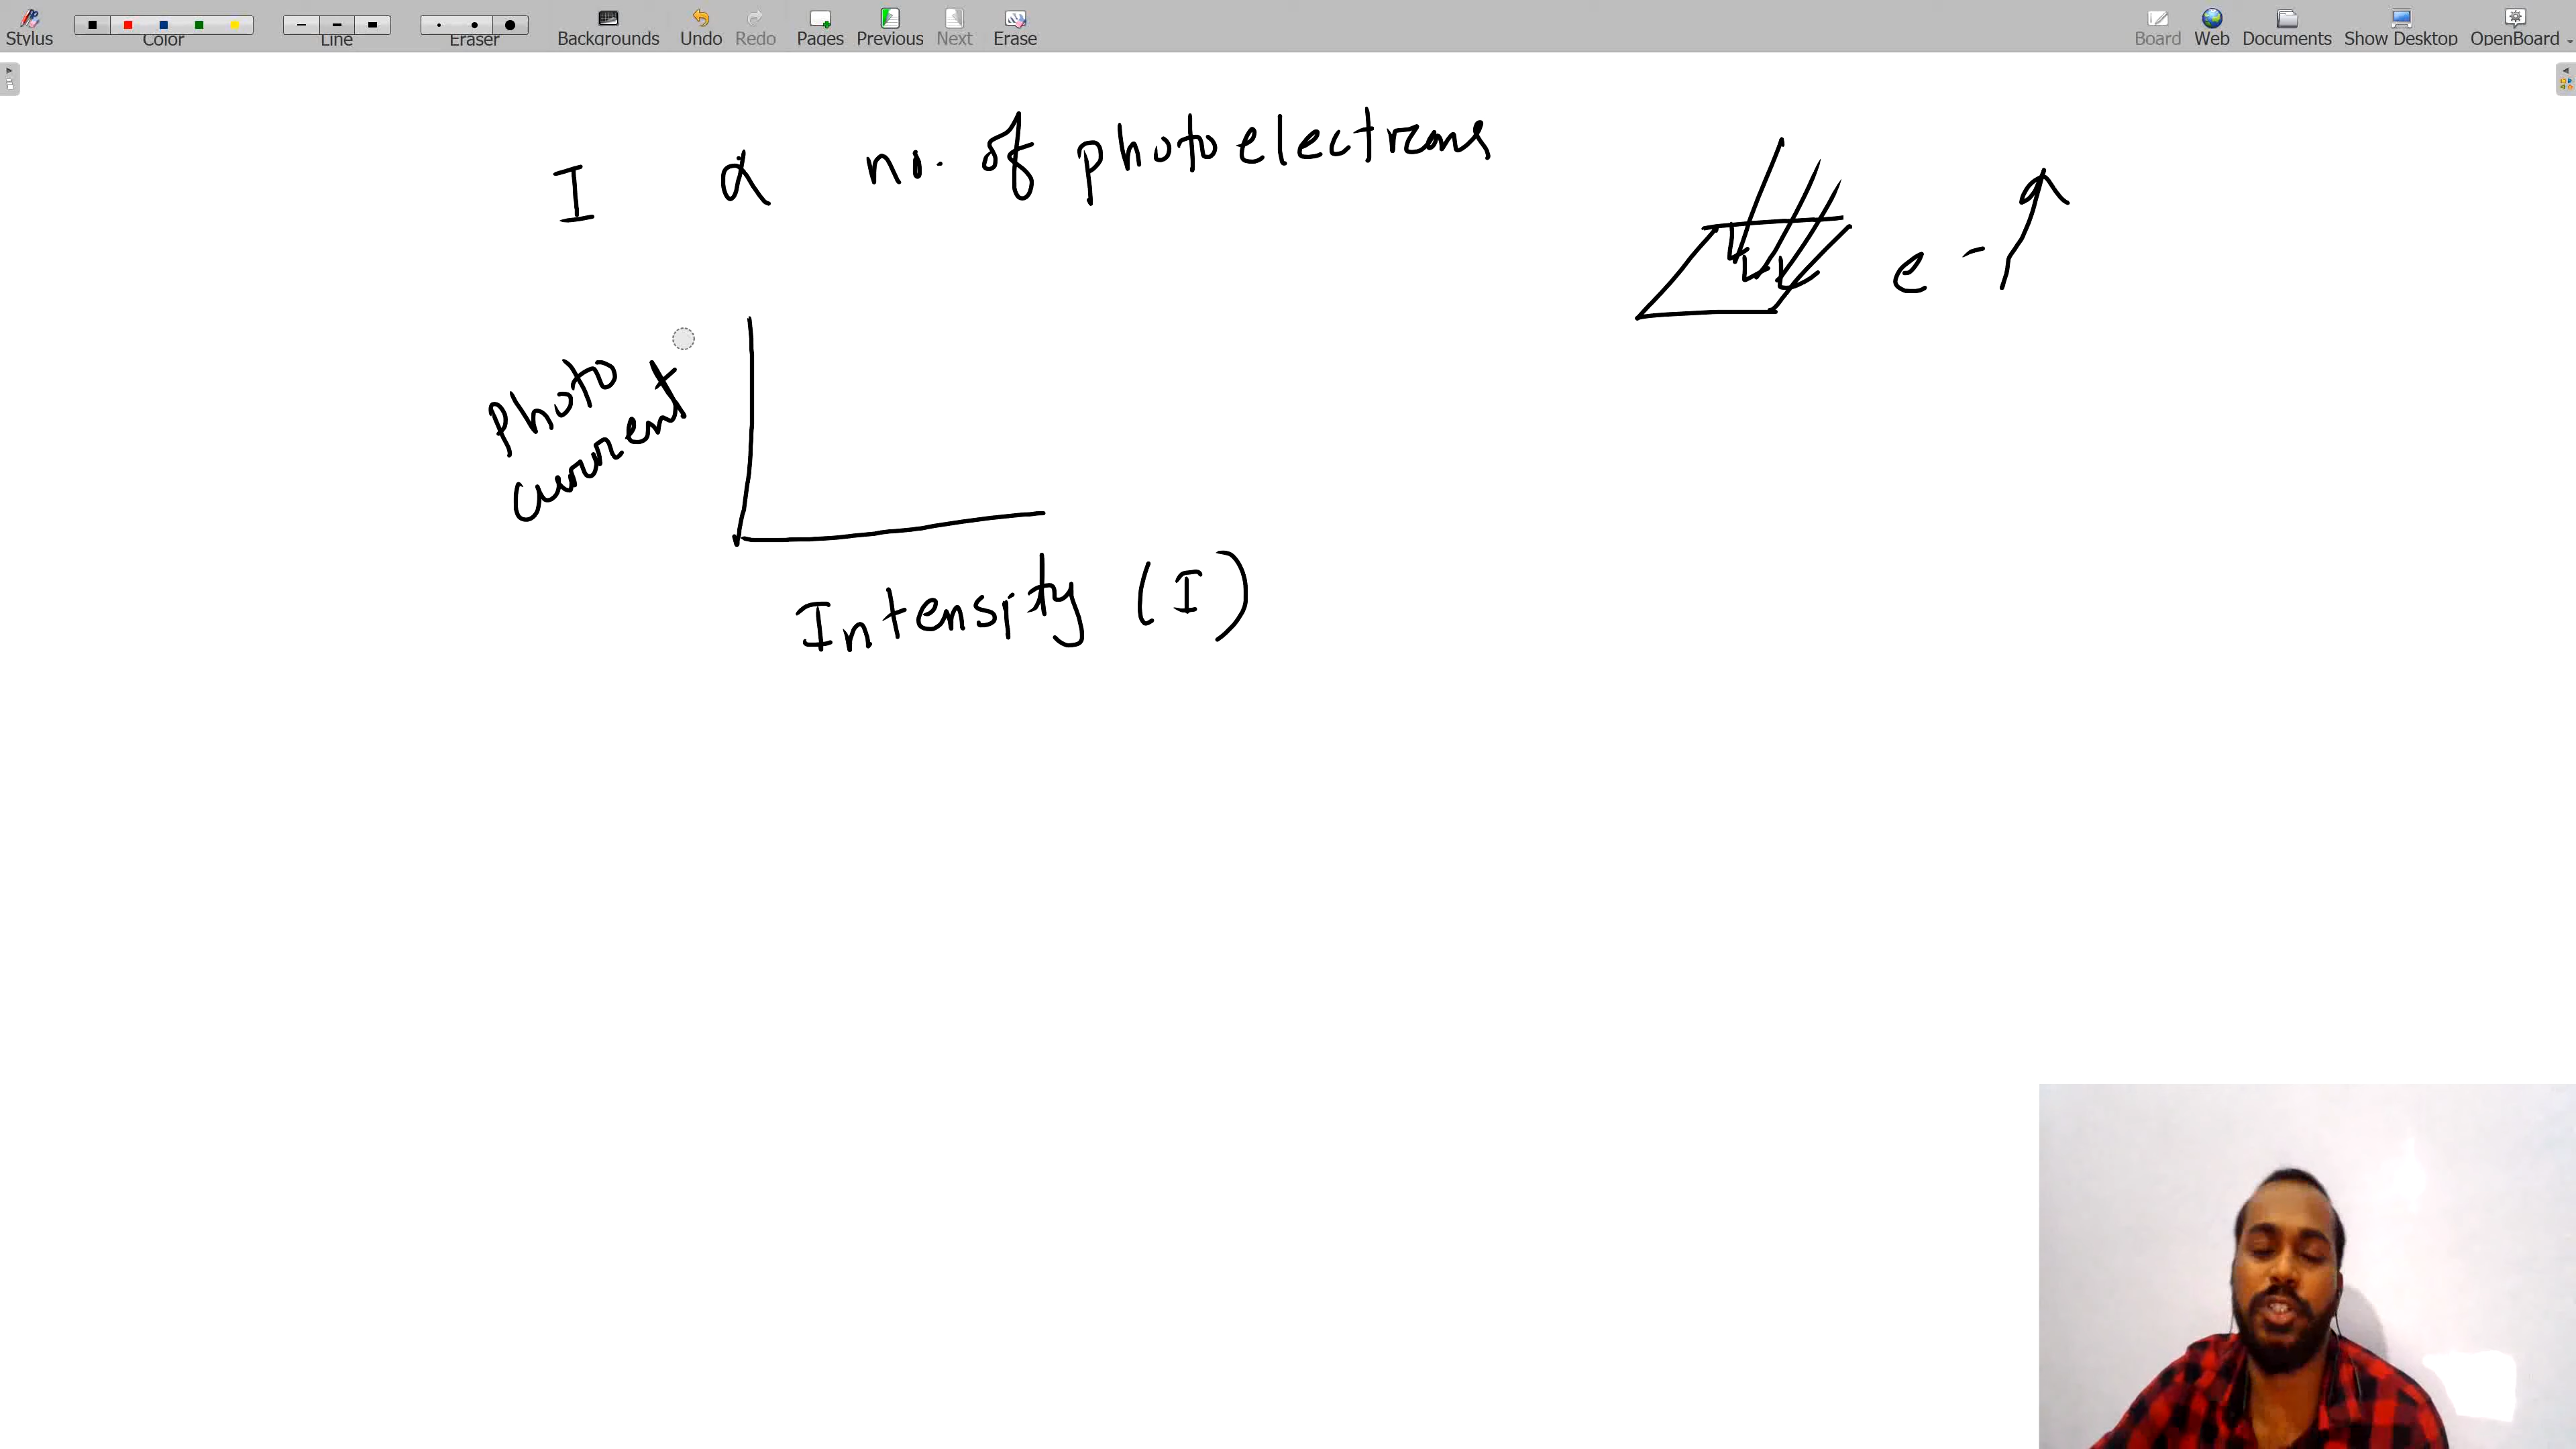 Stylus Color Line Eraser Backgrounds Undo Redo Pages Previous Next Erase Board Web Documents Show Desktop OpenBoard
I α no. of photoelectrons
e -
Photo
current
Intensity (I)